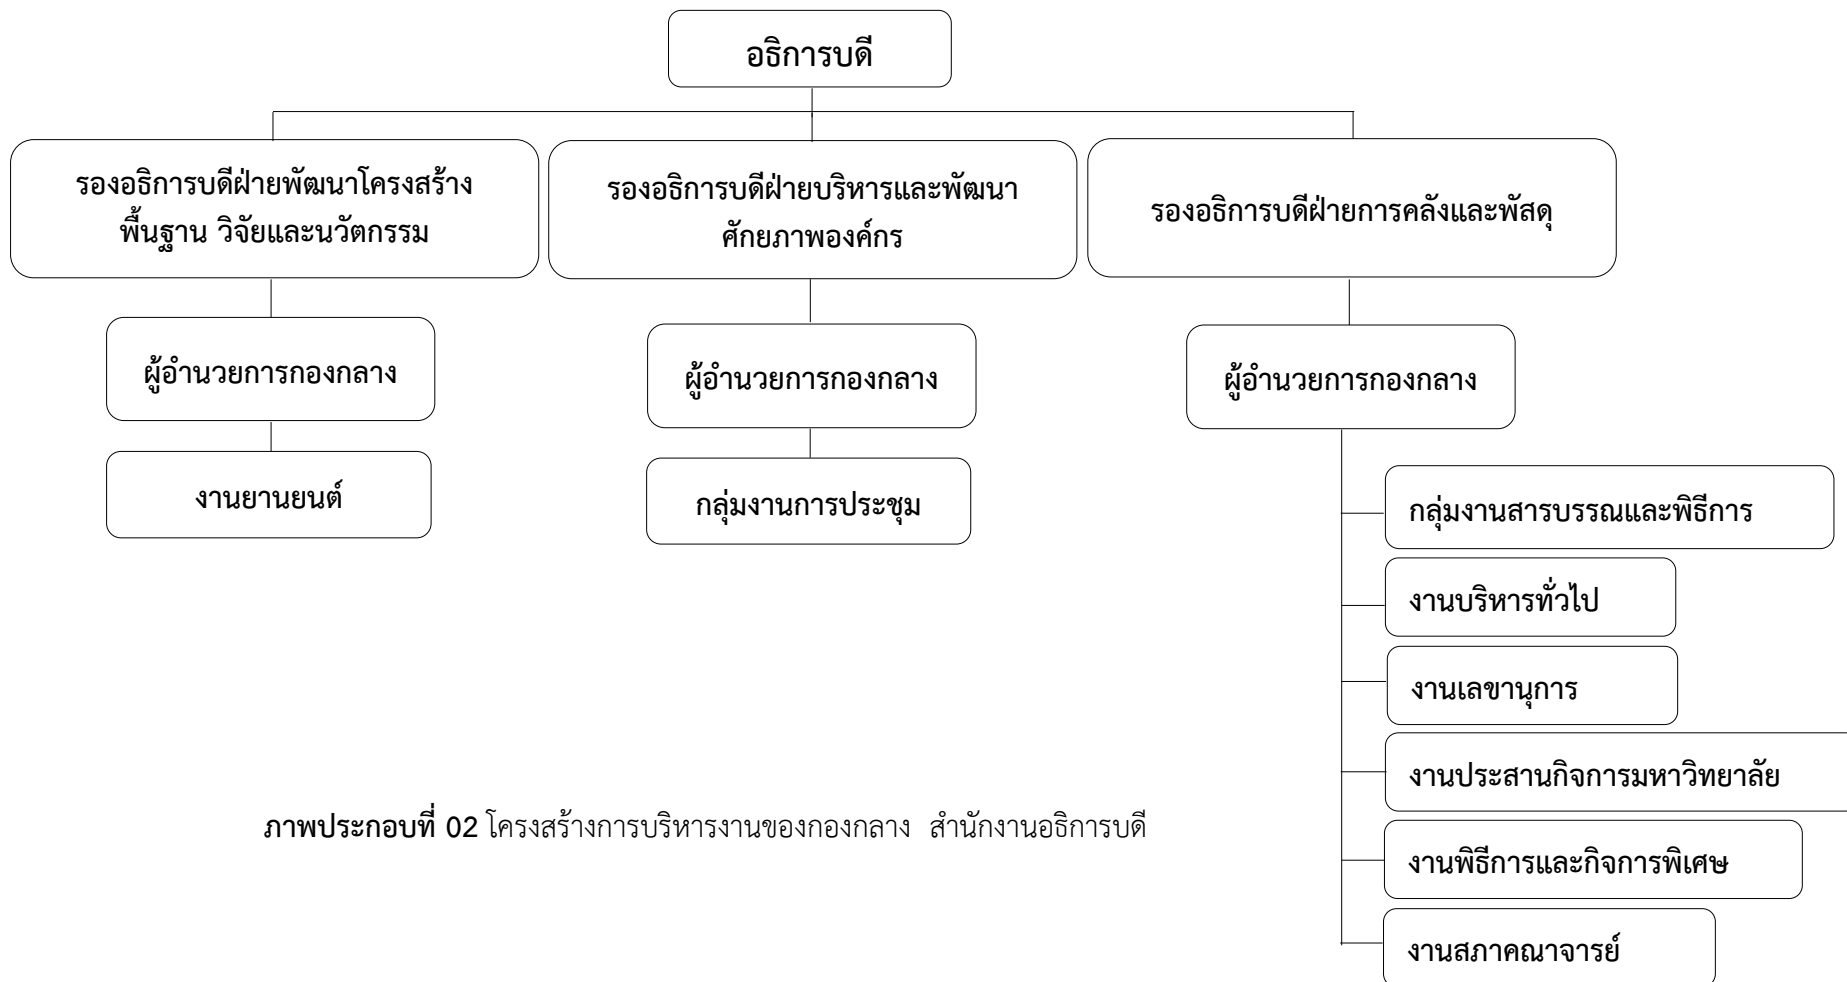 อธิการบดี
รองอธิการบดีฝ่ายพัฒนาโครงสร้าง
พื้นฐาน วิจัยและนวัตกรรม
รองอธิการบดีฝ่ายบริหารและพัฒนา
ศักยภาพองค์กร
รองอธิการบดีฝ่ายการคลังและพัสดุ
ผู้อำนวยการกองกลาง
ผู้อำนวยการกองกลาง
ผู้อำนวยการกองกลาง
งานยานยนต์
กลุ่มงานการประชุม
กลุ่มงานสารบรรณและพิธีการ
งานบริหารทั่วไป
งานเลขานุการ
งานประสานกิจการมหาวิทยาลัย
งานพิธีการและกิจการพิเศษ
งานสภาคณาจารย์
ภาพประกอบที่ 02 โครงสร้างการบริหารงานของกองกลาง สำนักงานอธิการบดี